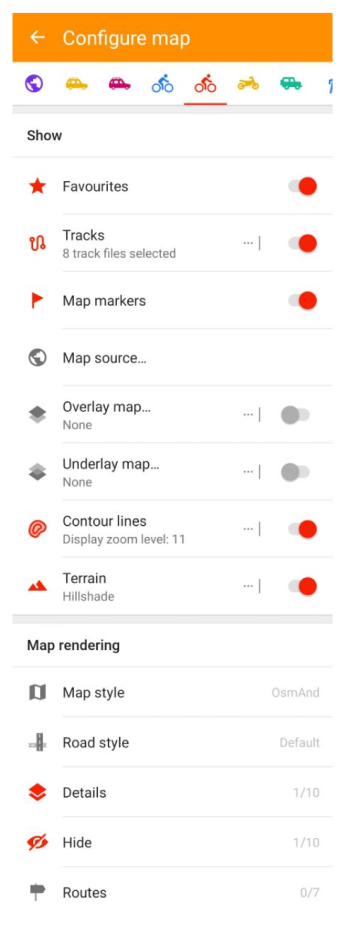 Configure map
Show
Favourites
Tracks
8 track files selected
Map markers
Map source...
Overlay map...
None
Underlay map...
None
Contour lines
Display zoom level: 11
Terrain
Hillshade
Map rendering
Map style OsmAnd
Road style Default
Details 1/10
Hide 1/10
Routes 0/7